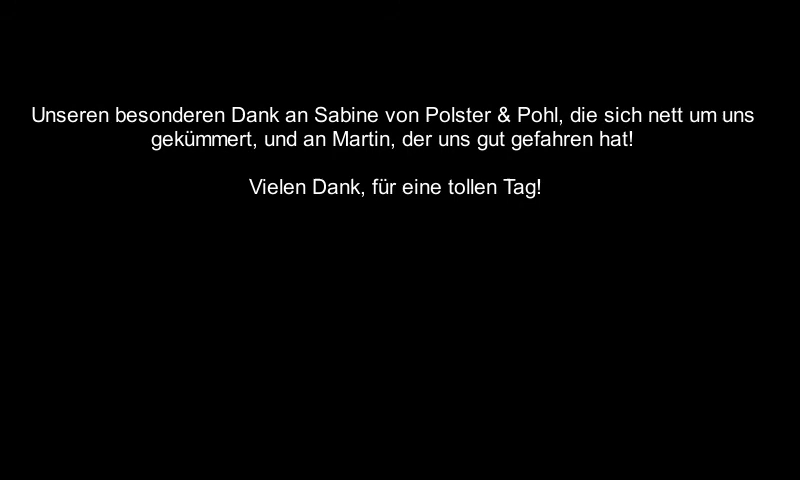 Unseren besonderen Dank an Sabine von Polster & Pohl, die sich nett um uns
gekümmert, und an Martin, der uns gut gefahren hat!
Vielen Dank, für eine tollen Tag!